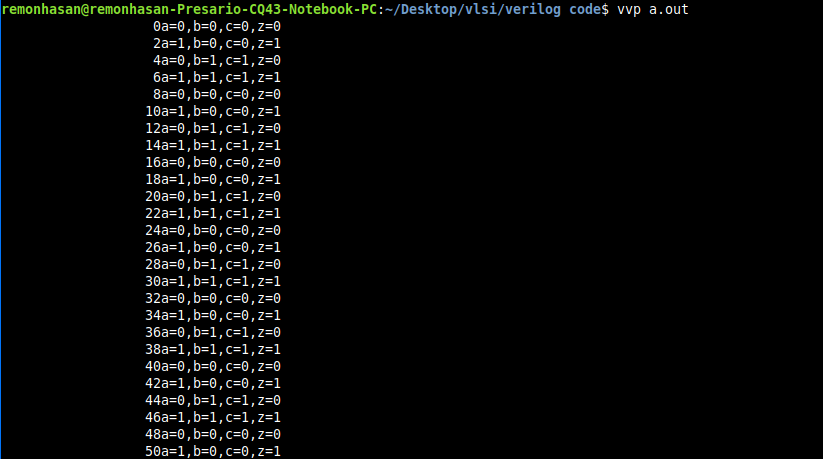 remonhasan@remonhasan-Presario-CQ43-Notebook-PC:~/Desktop/vlsi/verilog code$ vvp a.out
0a=0,b=0,c=0,z=0
2a=1,b=0,c=0,z=1
4a=0,b=1,c=1,z=0
6a=1,b=1,c=1,z=1
8a=0,b=0,c=0,z=0
10a=1,b=0,c=0,z=1
12a=0,b=1,c=1,z=0
14a=1,b=1,c=1,z=1
16a=0,b=0,c=0,z=0
18a=1,b=0,c=0,z=1
20a=0,b=1,c=1,z=0
22a=1,b=1,c=1,z=1
24a=0,b=0,c=0,z=0
26a=1,b=0,c=0,z=1
28a=0,b=1,c=1,z=0
30a=1,b=1,c=1,z=1
32a=0,b=0,c=0,z=0
34a=1,b=0,c=0,z=1
36a=0,b=1,c=1,z=0
38a=1,b=1,c=1,z=1
40a=0,b=0,c=0,z=0
42a=1,b=0,c=0,z=1
44a=0,b=1,c=1,z=0
46a=1,b=1,c=1,z=1
48a=0,b=0,c=0,z=0
50a=1,b=0,c=0,z=1